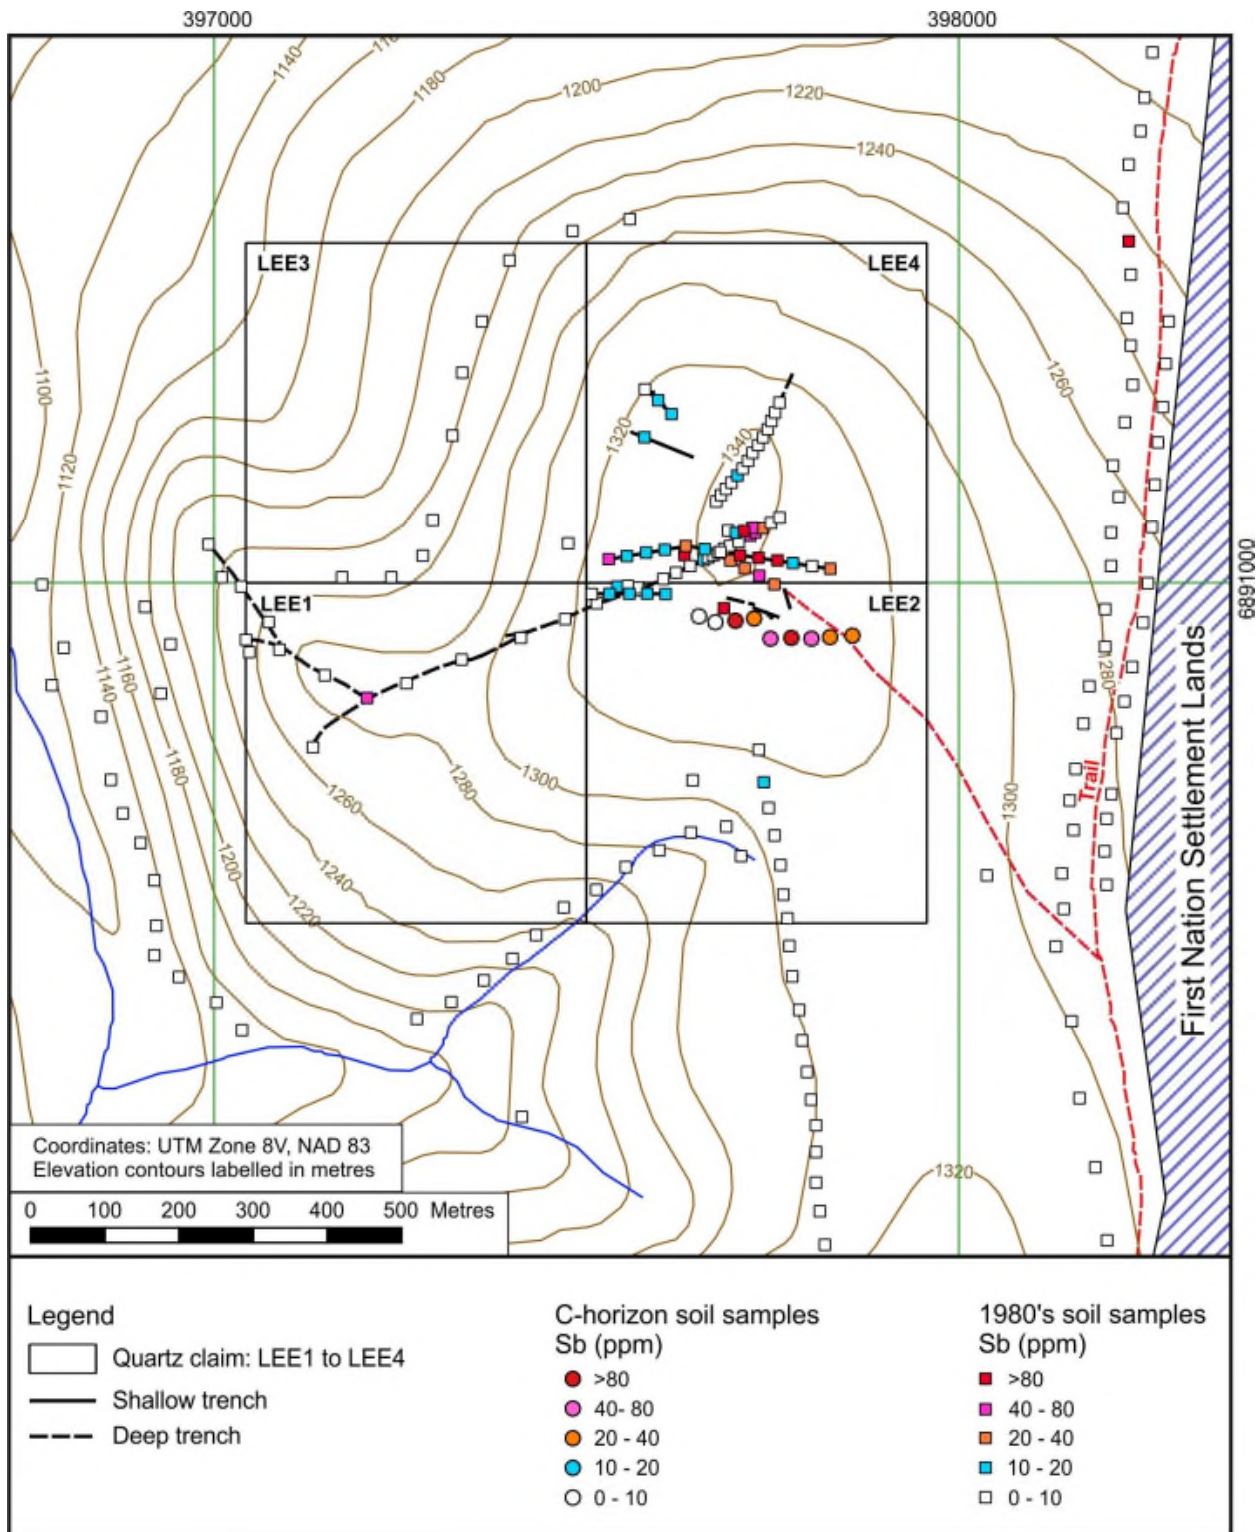 397000
398000
1140
1180
1200
1220
1240
LEE3
LEE4
1260
1100
1320
1340
1120
6891000
LEE1
LEE2
1160
1140
1280
1180
1280
1300
1260
1300
Trail
First Nation Settlement Lands
1200
1240
1220
1320
Coordinates: UTM Zone 8V, NAD 83
Elevation contours labelled in metres
0 100 200 300 400 500 Metres
Legend
Quartz claim: LEE1 to LEE4
Shallow trench
Deep trench
C-horizon soil samples
Sb (ppm)
>80
40- 80
20 - 40
10 - 20
0 - 10
1980's soil samples
Sb (ppm)
>80
40 - 80
20 - 40
10 - 20
0 - 10